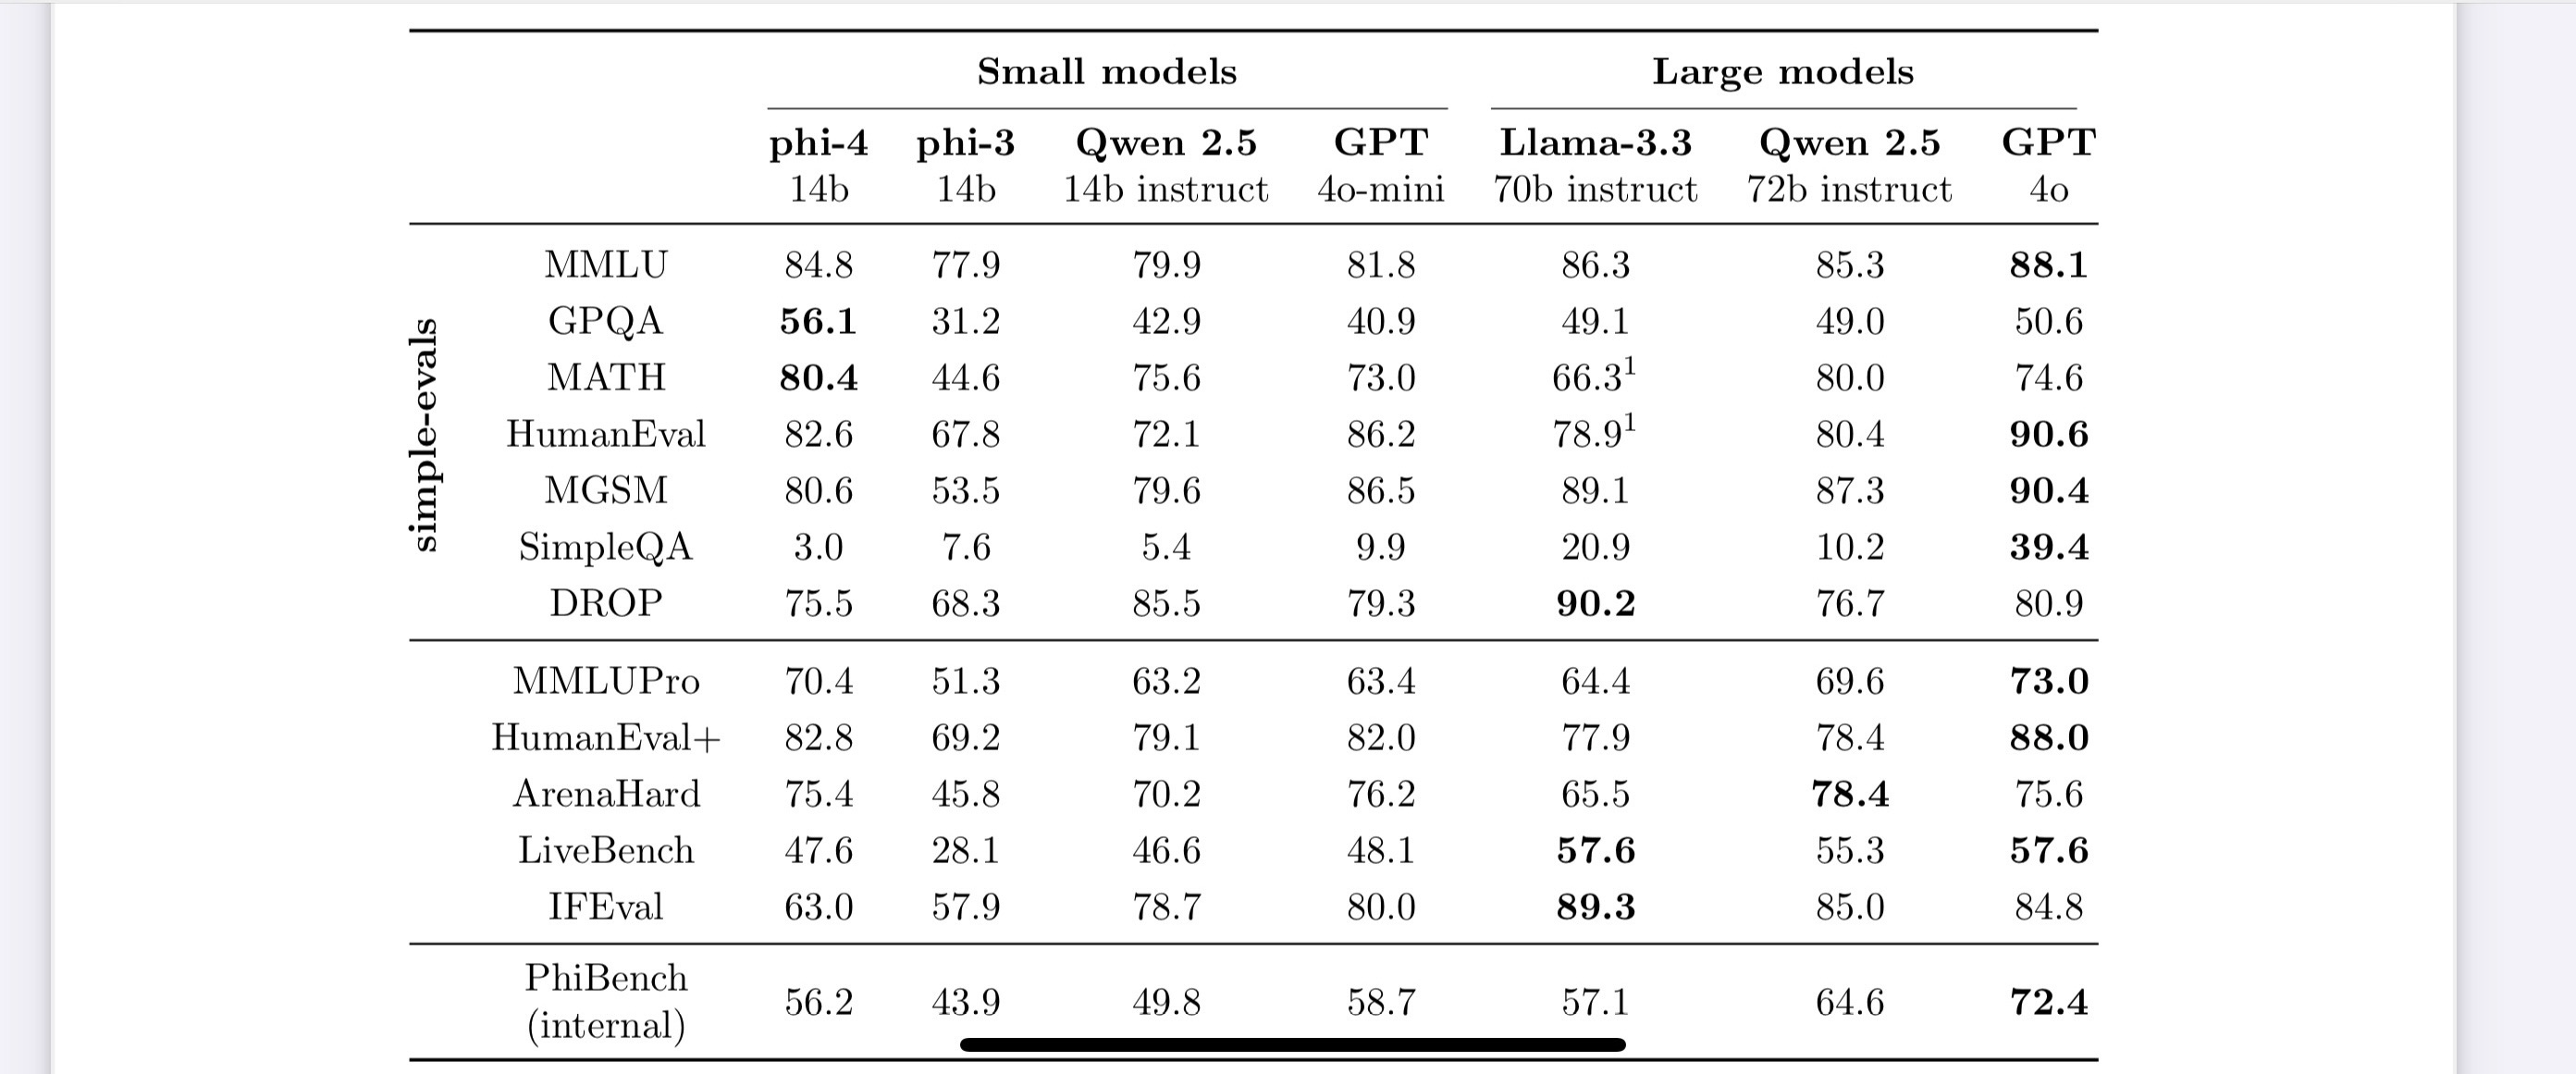 Small models Large models
phi-4 phi-3 Qwen 2.5 GPT Llama-3.3 Qwen 2.5 GPT
14b 14b 14b instruct 4o-mini 70b instruct 72b instruct 4o
simple-evals
MMLU 84.8 77.9 79.9 81.8 86.3 85.3 88.1
GPQA 56.1 31.2 42.9 40.9 49.1 49.0 50.6
MATH 80.4 44.6 75.6 73.0 66.3¹ 80.0 74.6
HumanEval 82.6 67.8 72.1 86.2 78.9¹ 80.4 90.6
MGSM 80.6 53.5 79.6 86.5 89.1 87.3 90.4
SimpleQA 3.0 7.6 5.4 9.9 20.9 10.2 39.4
DROP 75.5 68.3 85.5 79.3 90.2 76.7 80.9
MMLUPro 70.4 51.3 63.2 63.4 64.4 69.6 73.0
HumanEval+ 82.8 69.2 79.1 82.0 77.9 78.4 88.0
ArenaHard 75.4 45.8 70.2 76.2 65.5 78.4 75.6
LiveBench 47.6 28.1 46.6 48.1 57.6 55.3 57.6
IFEval 63.0 57.9 78.7 80.0 89.3 85.0 84.8
PhiBench
(internal) 56.2 43.9 49.8 58.7 57.1 64.6 72.4